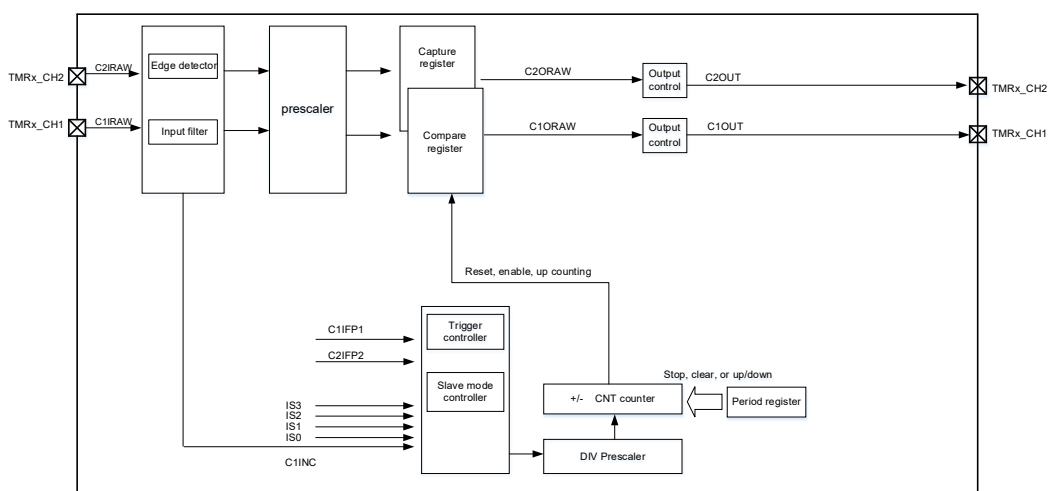 TMRx_CH2
C2IRAW
Edge detector
TMRx_CH1
C1IRAW
Input filter
prescaler
Capture
register
Compare
register
C2ORAW
Output
control
C2OUT
TMRx_CH2
C1ORAW
Output
control
C1OUT
TMRx_CH1
Reset, enable, up counting
C1IFP1
C2IFP2
Trigger
controller
Slave mode
controller
IS3
IS2
IS1
IS0
C1INC
Stop, clear, or up/down
+/- CNT counter
Period register
DIV Prescaler